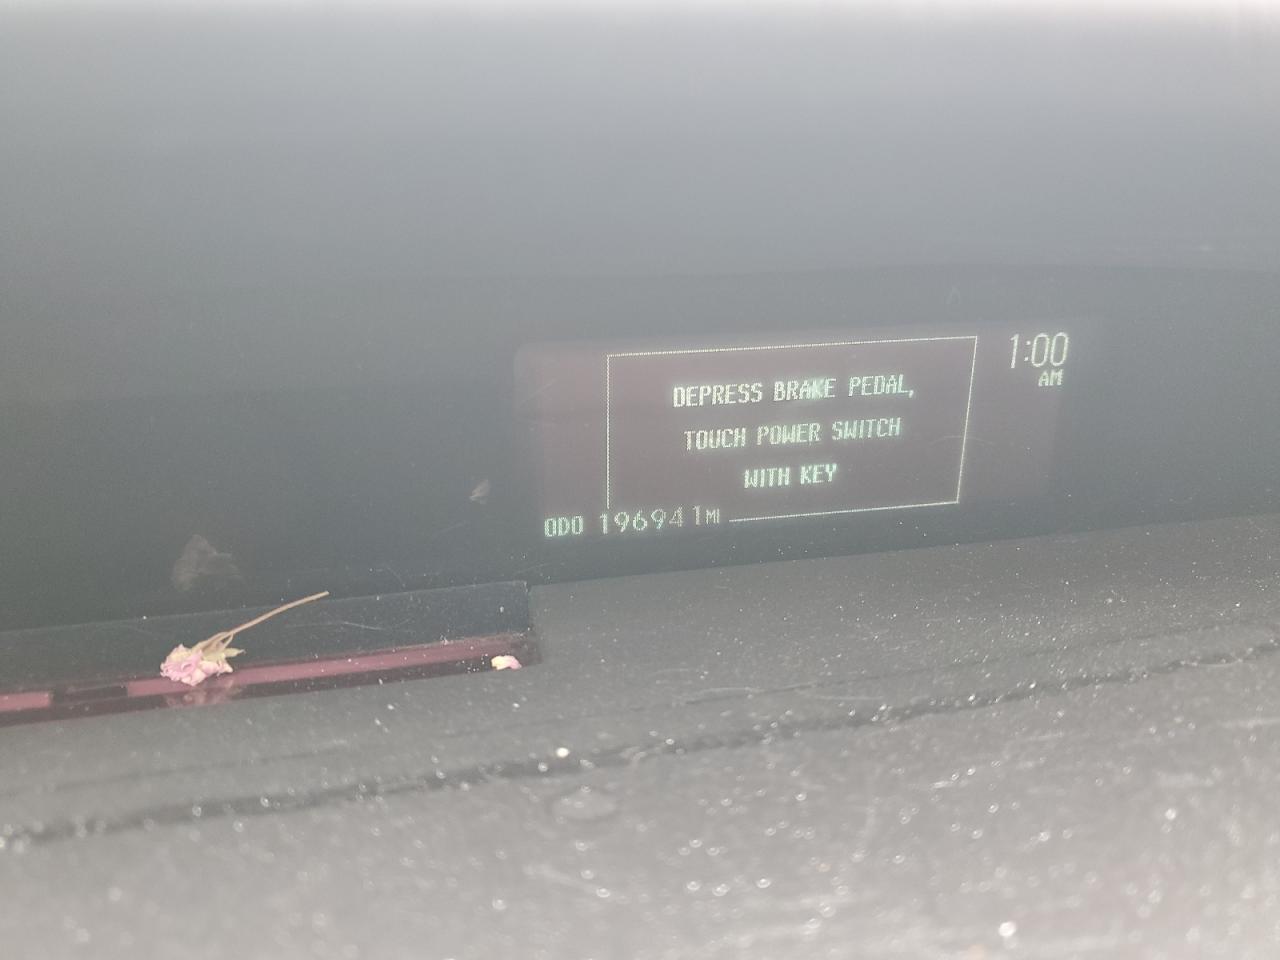 1:00
AM
DEPRESS BRAKE PEDAL,
TOUCH POWER SWITCH
WITH KEY
ODO 196941MI